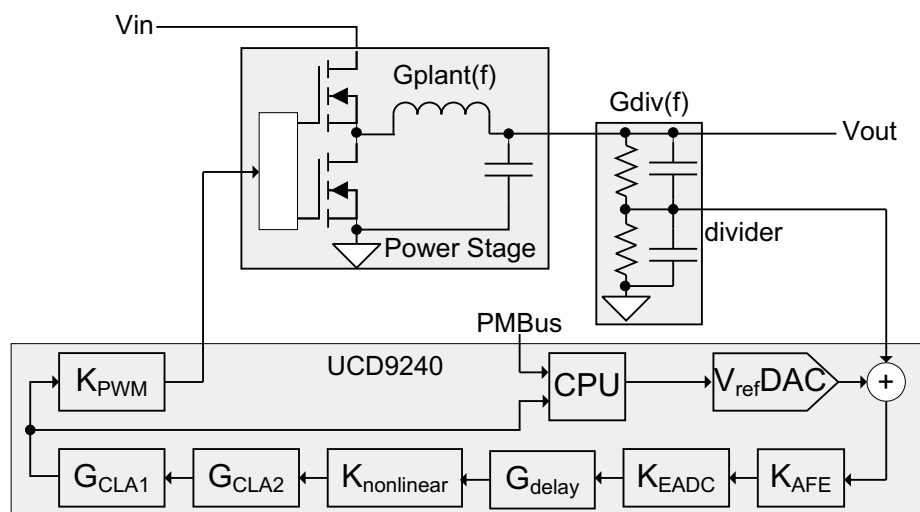 Vin
Gplant(f)
Gdiv(f)
Vout
Power Stage
divider
PMBus
UCD9240
KPWM
CPU
VrefDAC
+
GCLA1
GCLA2
Knonlinear
Gdelay
KEADC
KAFE